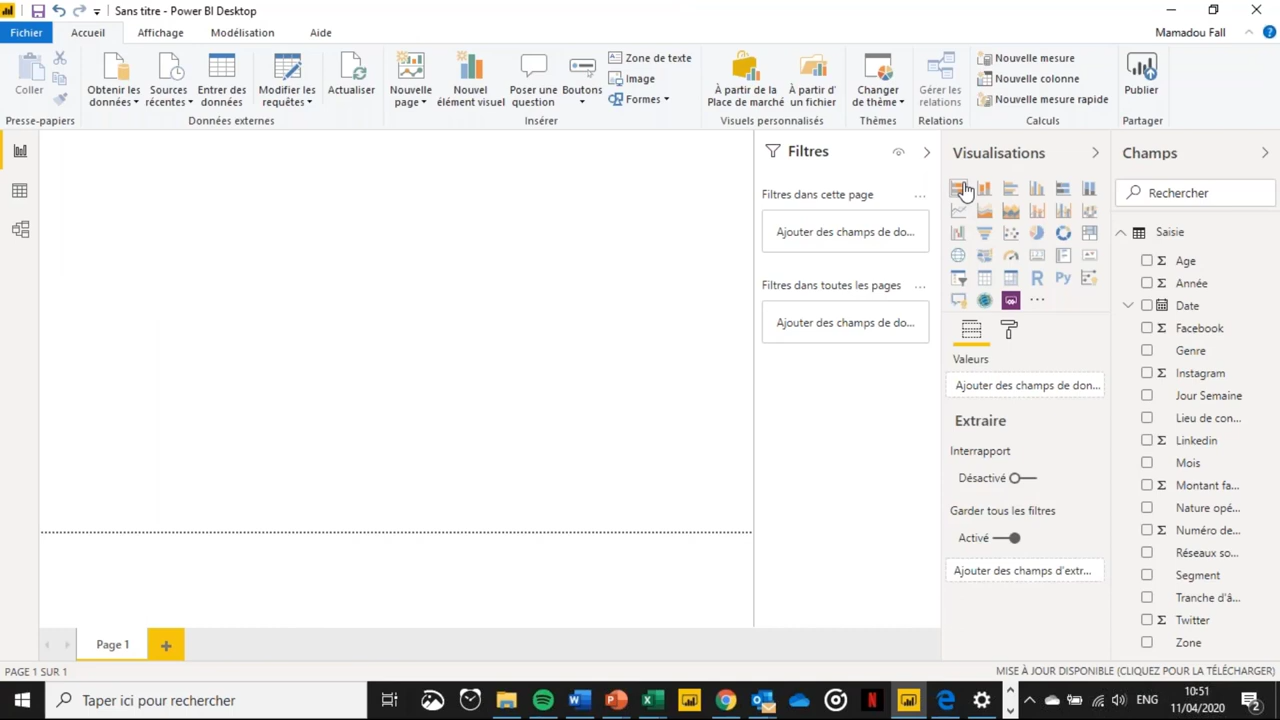 Sans titre - Power BI Desktop
Fichier
Accueil
Affichage
Modélisation
Aide
Mamadou Fall
Coller
Presse-papiers
Obtenir les données
Sources récentes
Entrer des données
Modifier les requêtes
Actualiser
Données externes
Nouvelle page
Nouvel élément visuel
Poser une question
Boutons
Zone de texte
Image
Formes
Insérer
À partir de la Place de marché
À partir d' un fichier
Visuels personnalisés
Changer de thème
Thèmes
Gérer les relations
Relations
Nouvelle mesure
Nouvelle colonne
Nouvelle mesure rapide
Calculs
Publier
Partager
Filtres
Filtres dans cette page
...
Ajouter des champs de do...
Filtres dans toutes les pages
...
Ajouter des champs de do...
Visualisations
R
Py
...
Valeurs
Ajouter des champs de don...
Extraire
Interrapport
Désactivé
Garder tous les filtres
Activé
Ajouter des champs d'extr...
Champs
Rechercher
Saisie
Σ Age
Σ Année
Date
Σ Facebook
Genre
Σ Instagram
Jour Semaine
Lieu de con...
Σ Linkedin
Mois
Σ Montant fa...
Nature opé...
Σ Numéro de...
Réseaux so...
Segment
Tranche d'â...
Σ Twitter
Zone
Page 1
+
PAGE 1 SUR 1
MISE À JOUR DISPONIBLE (CLIQUEZ POUR LA TÉLÉCHARGER)
Taper ici pour rechercher
ENG
10:51
11/04/2020
2